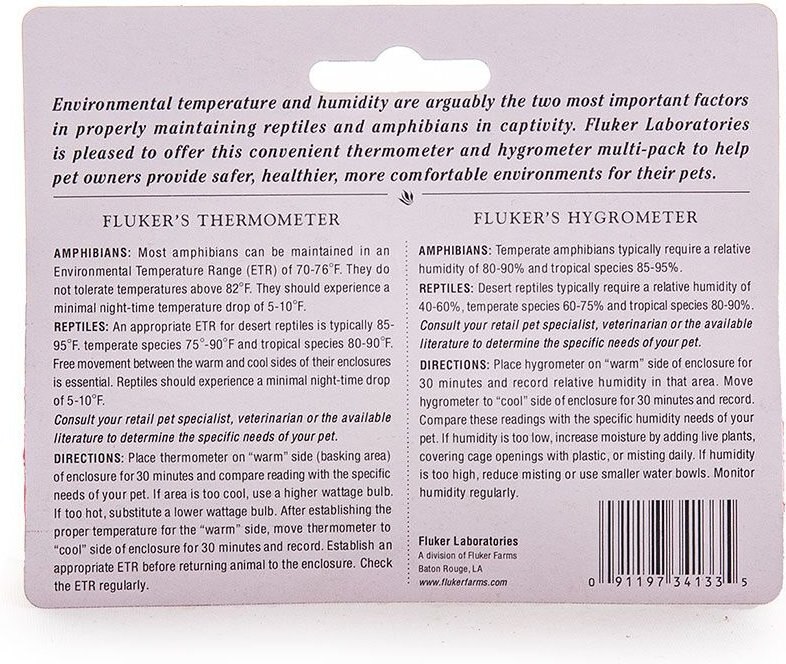 Environmental temperature and humidity are arguably the two most important factors
in properly maintaining reptiles and amphibians in captivity. Fluker Laboratories
is pleased to offer this convenient thermometer and hygrometer multi-pack to help
pet owners provide safer, healthier, more comfortable environments for their pets.
FLUKER'S THERMOMETER
AMPHIBIANS: Most amphibians can be maintained in an
Environmental Temperature Range (ETR) of 70-76°F. They do
not tolerate temperatures above 82°F. They should experience a
minimal night-time temperature drop of 5-10°F.
REPTILES: An appropriate ETR for desert reptiles is typically 85-
95°F. temperate species 75°-90°F and tropical species 80-90°F.
Free movement between the warm and cool sides of their enclosures
is essential. Reptiles should experience a minimal night-time drop
of 5-10°F.
Consult your retail pet specialist, veterinarian or the available
literature to determine the specific needs of your pet.
DIRECTIONS: Place thermometer on "warm" side (basking area)
of enclosure for 30 minutes and compare reading with the specific
needs of your pet. If area is too cool, use a higher wattage bulb.
If too hot, substitute a lower wattage bulb. After establishing the
proper temperature for the "warm" side, move thermometer to
"cool" side of enclosure for 30 minutes and record. Establish an
appropriate ETR before returning animal to the enclosure. Check
the ETR regularly.
FLUKER'S HYGROMETER
AMPHIBIANS: Temperate amphibians typically require a relative
humidity of 80-90% and tropical species 85-95%.
REPTILES: Desert reptiles typically require a relative humidity of
40-60%, temperate species 60-75% and tropical species 80-90%.
Consult your retail pet specialist, veterinarian or the available
literature to determine the specific needs of your pet.
DIRECTIONS: Place hygrometer on "warm" side of enclosure for
30 minutes and record relative humidity in that area. Move
hygrometer to "cool" side of enclosure for 30 minutes and record.
Compare these readings with the specific humidity needs of your
pet. If humidity is too low, increase moisture by adding live plants,
covering cage openings with plastic, or misting daily. If humidity
is too high, reduce misting or use smaller water bowls. Monitor
humidity regularly.
Fluker Laboratories
A division of Fluker Farms
Baton Rouge, LA
www.flukerfarms.com
0 91197 34133 5